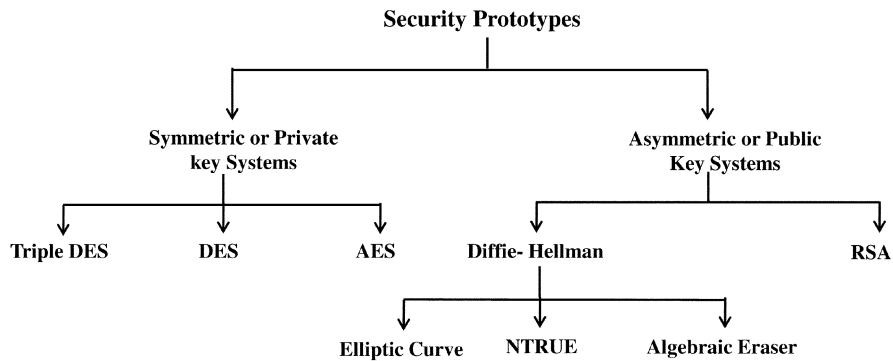 Security Prototypes
Symmetric or Private
key Systems
Asymmetric or Public
Key Systems
Triple DES
DES
AES
Diffie- Hellman
RSA
Elliptic Curve
NTRUE
Algebraic Eraser